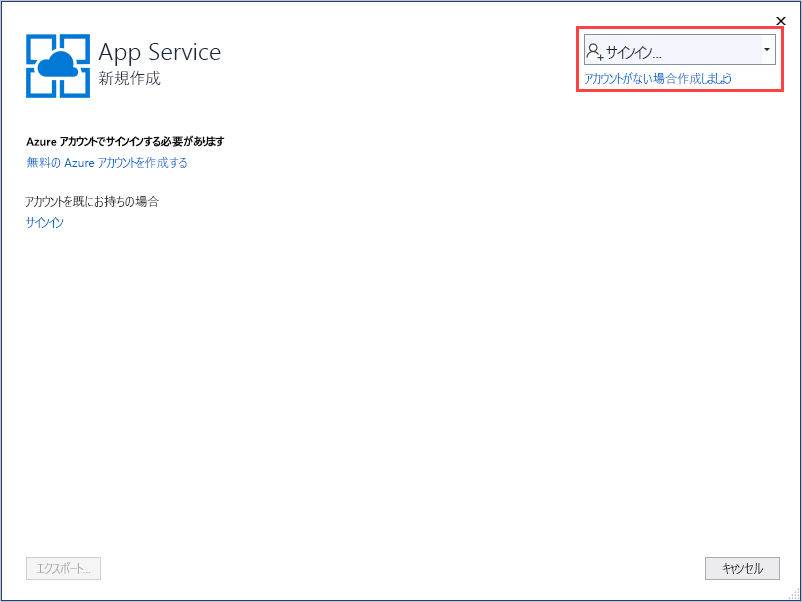 App Service
新規作成
サインイン...
アカウントがない場合作成しましょう
Azure アカウントでサインインする必要があります
無料の Azure アカウントを作成する
アカウントを既にお持ちの場合
サインイン
エクスポート...
キャンセル